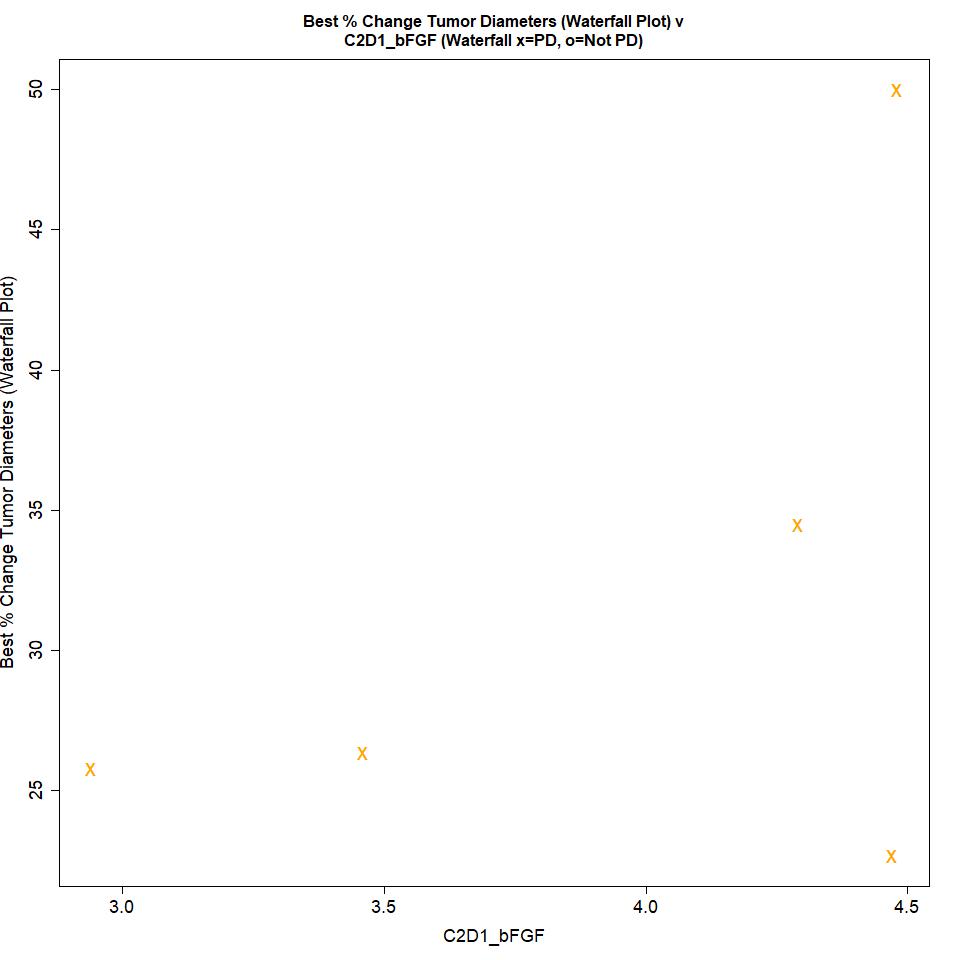 Best % Change Tumor Diameters (Waterfall Plot) v
C2D1_bFGF (Waterfall x=PD, o=Not PD)
Best % Change Tumor Diameters (Waterfall Plot)
50
45
40
35
30
25
X
X
X
X
X
3.0
3.5
4.0
4.5
C2D1_bFGF